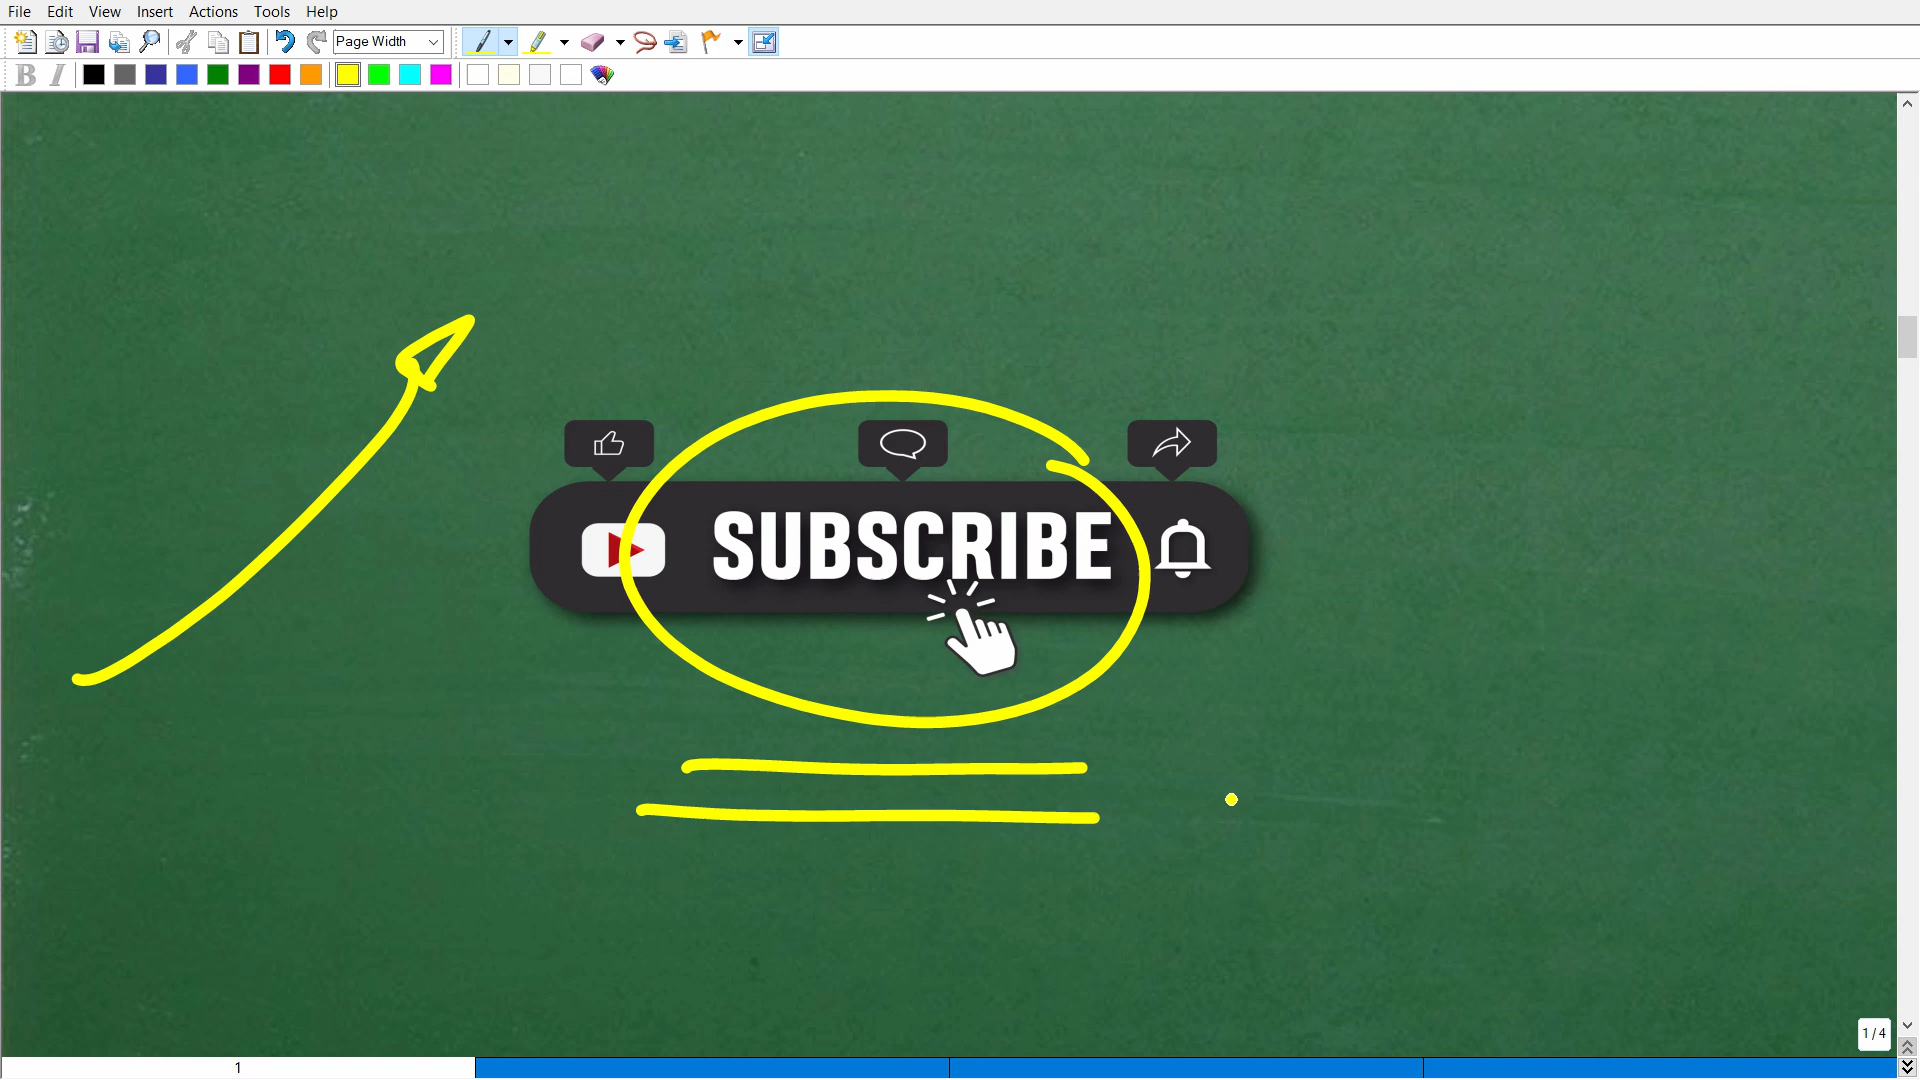 File Edit View Insert Actions Tools Help
Page Width
B I
SUBSCRIBE
1 / 4
1